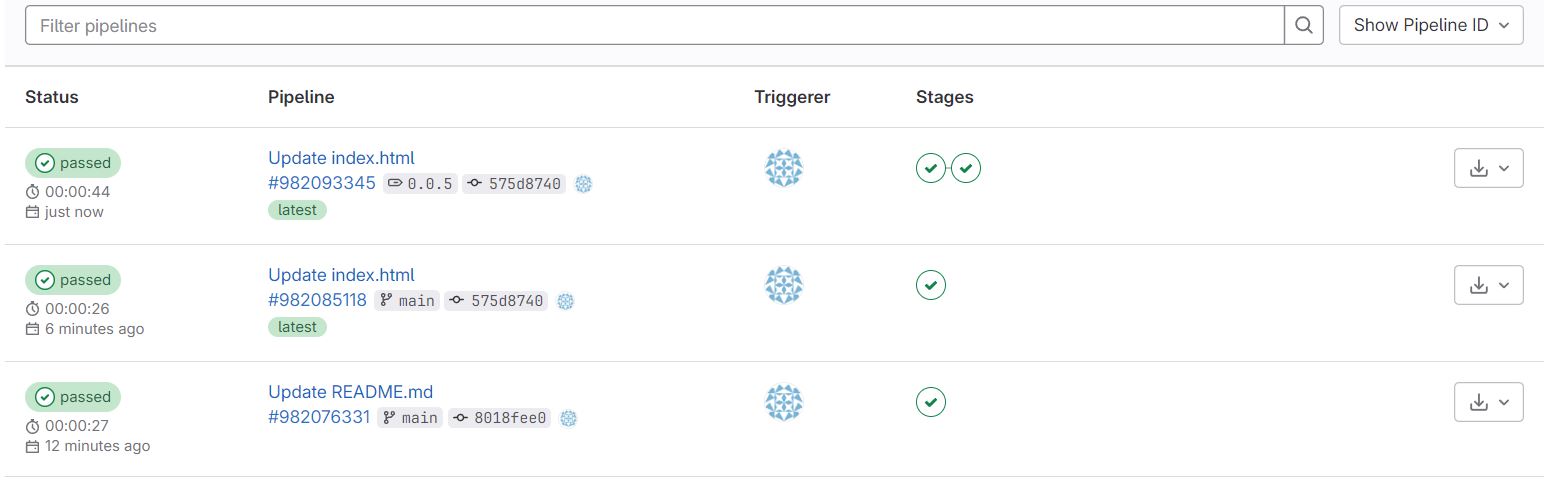 Filter pipelines
Show Pipeline ID
Status Pipeline Triggerer Stages
passed
00:00:44
just now
Update index.html
#982093345 0.0.5 575d8740
latest
passed
00:00:26
6 minutes ago
Update index.html
#982085118 main 575d8740
latest
passed
00:00:27
12 minutes ago
Update README.md
#982076331 main 8018fee0